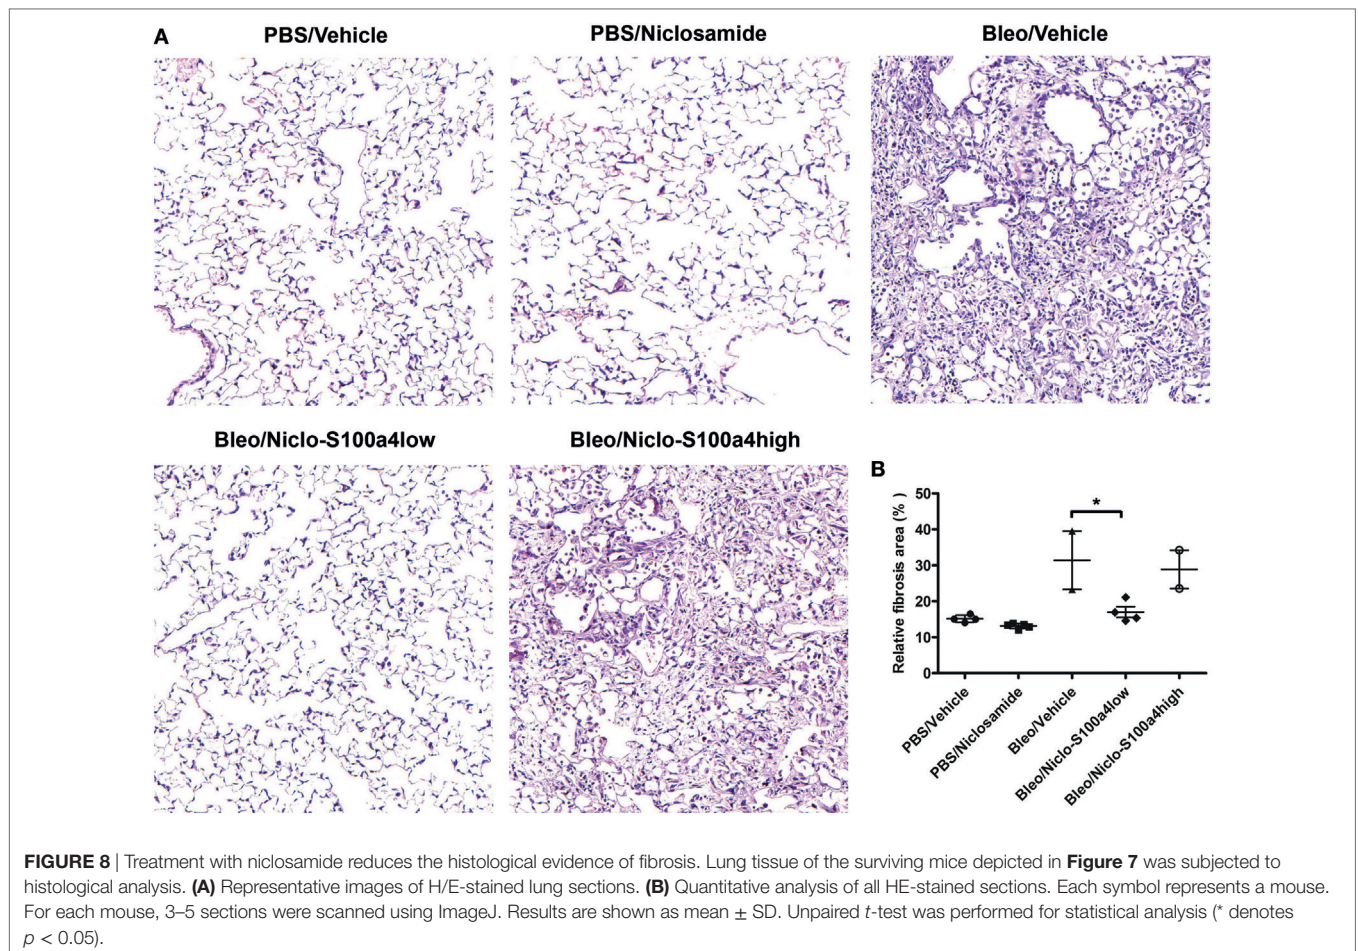 A
PBS/Vehicle
PBS/Niclosamide
Bleo/Vehicle
Bleo/Niclo-S100a4low
Bleo/Niclo-S100a4high
B
Relative fibrosis area (% )
50
40
30
20
10
0
*
PBS/Vehicle
PBS/Niclosamide
Bleo/Vehicle
Bleo/Niclo-S100a4low
Bleo/Niclo-S100a4high
FIGURE 8 | Treatment with niclosamide reduces the histological evidence of fibrosis. Lung tissue of the surviving mice depicted in Figure 7 was subjected to
histological analysis. (A) Representative images of H/E-stained lung sections. (B) Quantitative analysis of all HE-stained sections. Each symbol represents a mouse.
For each mouse, 3–5 sections were scanned using ImageJ. Results are shown as mean ± SD. Unpaired t-test was performed for statistical analysis (* denotes
p < 0.05).